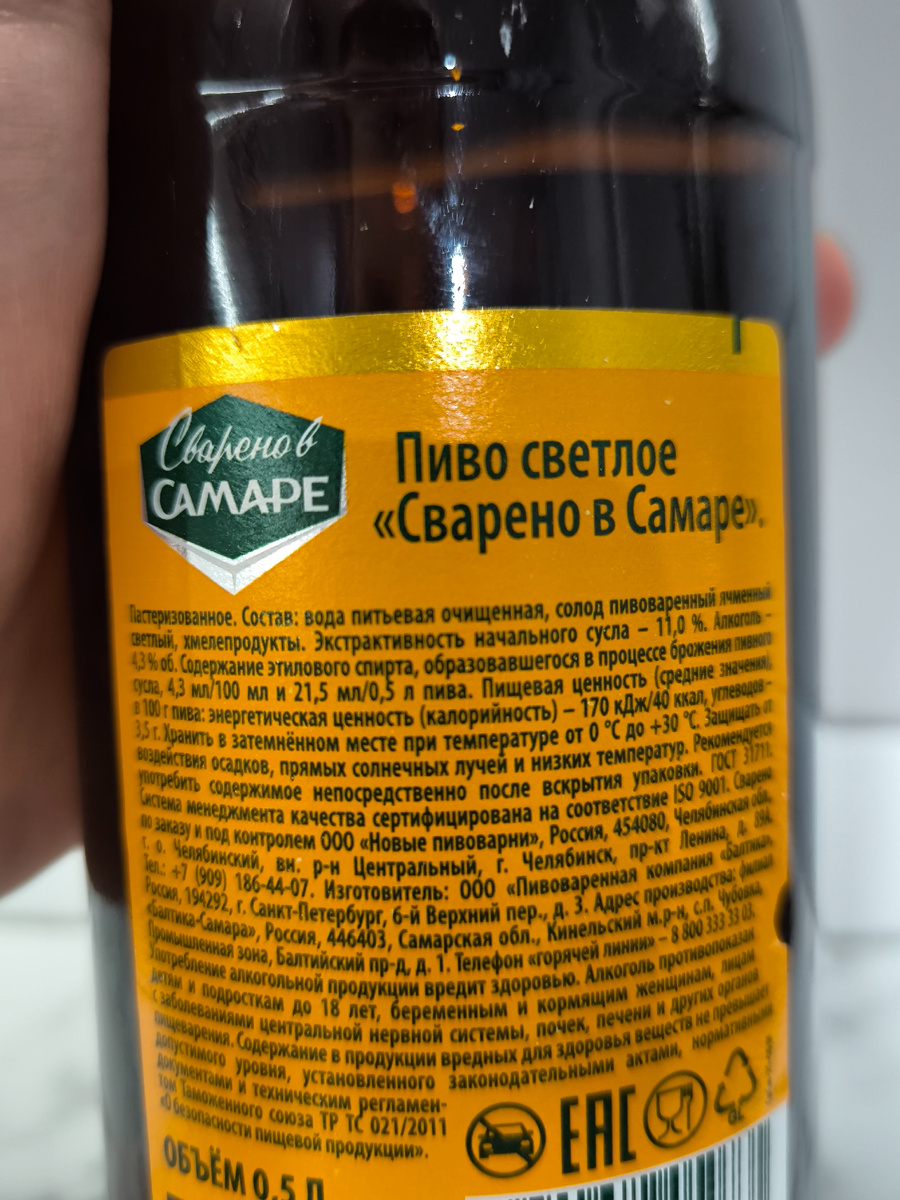 Сварено в
САМАРЕ
Пиво светлое
«Сварено в Самаре».
Пастеризованное. Состав: вода питьевая очищенная, солод пивоваренный ячменный
светлый, хмелепродукты. Экстрактивность начального сусла – 11,0 %. Алкоголь –
4,3 % об. Содержание этилового спирта, образовавшегося в процессе брожения пивного
сусла, 4,3 мл/100 мл и 21,5 мл/0,5 л пива. Пищевая ценность (средние значения),
в 100 г пива: энергетическая ценность (калорийность) – 170 кДж/40 ккал, углеводов –
3,5 г. Хранить в затемнённом месте при температуре от 0 °С до +30 °С. Защищать от
воздействия осадков, прямых солнечных лучей и низких температур. Рекомендуется
употребить содержимое непосредственно после вскрытия упаковки. ГОСТ 31711.
Система менеджмента качества сертифицирована на соответствие ISO 9001. Сварено
по заказу и под контролем ООО «Новые пивоварни», Россия, 454080, Челябинская обл.,
г. о. Челябинский, вн. р-н Центральный, г. Челябинск, пр-кт Ленина, д. 89А.
Тел.: +7 (909) 186-44-07. Изготовитель: ООО «Пивоваренная компания «Балтика»,
Россия, 194292, г. Санкт-Петербург, 6-й Верхний пер., д. 3. Адрес производства: филиал
«Балтика-Самара», Россия, 446403, Самарская обл., Кинельский м.р-н, с.п. Чубовка,
Промышленная зона, Балтийский пр-д, д. 1. Телефон «горячей линии» – 8 800 333 33 03.
Употребление алкогольной продукции вредит здоровью. Алкоголь противопоказан
детям и подросткам до 18 лет, беременным и кормящим женщинам, лицам
с заболеваниями центральной нервной системы, почек, печени и других органов
пищеварения. Содержание в продукции вредных для здоровья веществ не превышает
допустимого уровня, установленного законодательными актами, нормативными
документами и техническим регламен-
том Таможенного союза ТР ТС 021/2011
«О безопасности пищевой продукции».
EAC
ОБЪЁМ 0,5 Л